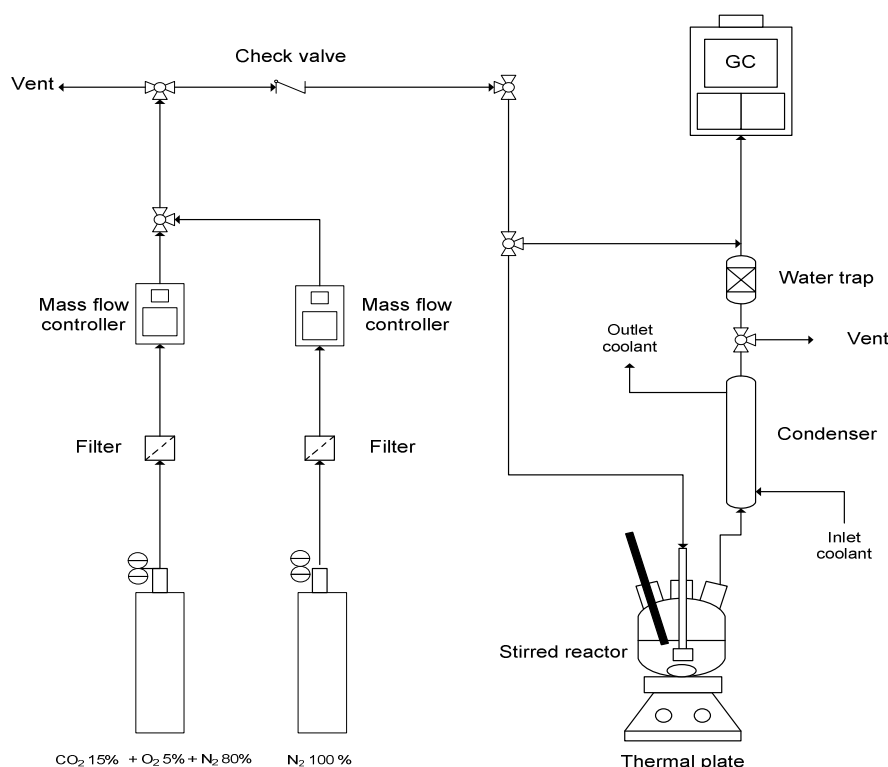 Check valve
Vent
GC
Mass flow
controller
Mass flow
controller
Water trap
Outlet
coolant
Vent
Filter
Filter
Condenser
Inlet
coolant
Stirred reactor
CO₂ 15% + O₂ 5% + N₂ 80%
N₂ 100 %
Thermal plate